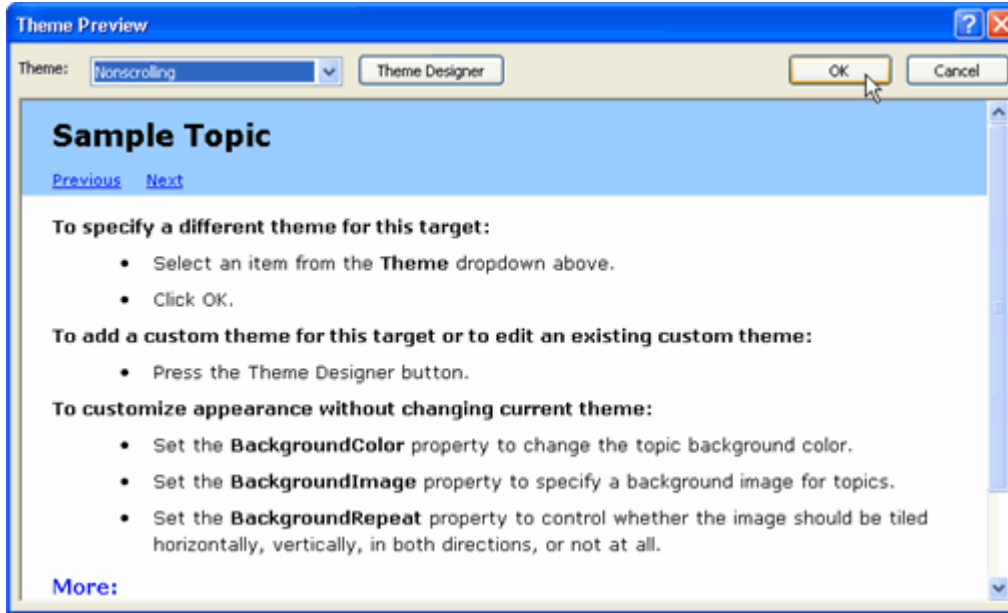 Theme Preview
Theme: Nonscrolling Theme Designer OK Cancel
Sample Topic
Previous Next
To specify a different theme for this target:
• Select an item from the Theme dropdown above.
• Click OK.
To add a custom theme for this target or to edit an existing custom theme:
• Press the Theme Designer button.
To customize appearance without changing current theme:
• Set the BackgroundColor property to change the topic background color.
• Set the BackgroundImage property to specify a background image for topics.
• Set the BackgroundRepeat property to control whether the image should be tiled
horizontally, vertically, in both directions, or not at all.
More: